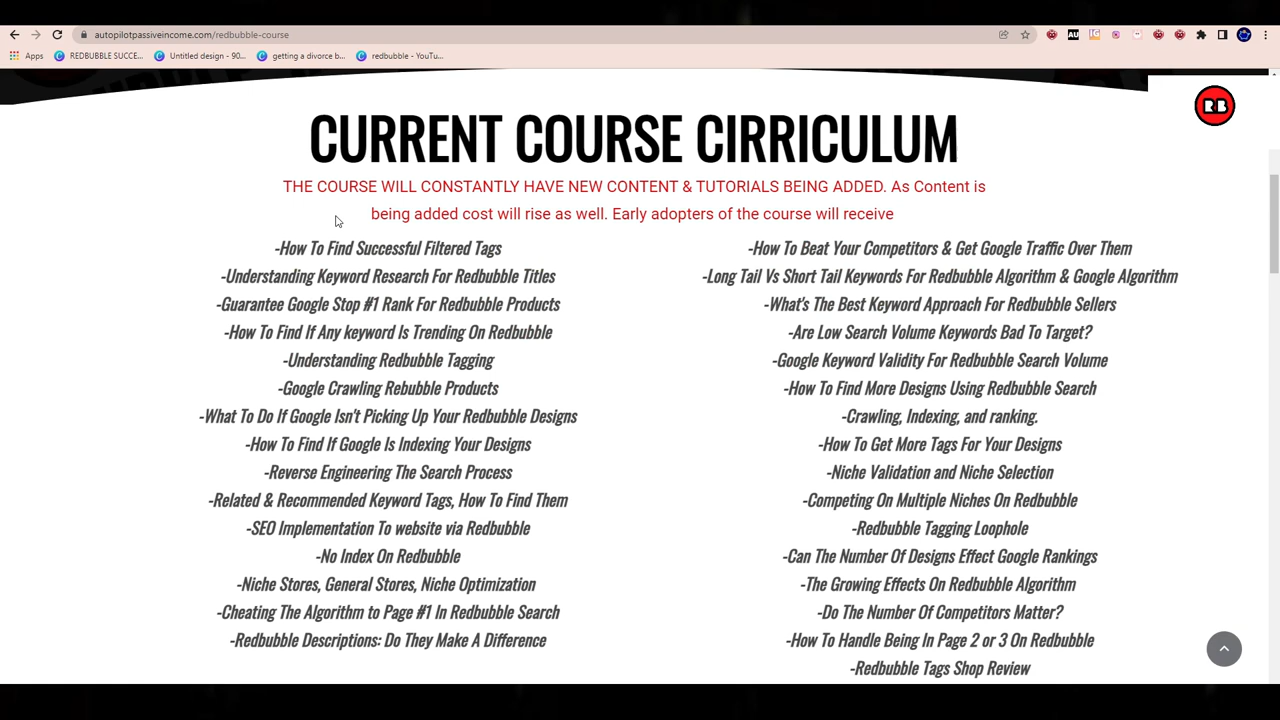 autopilotpassiveincome.com/redbubble-course
Apps
REDBUBBLE SUCCE...
Untitled design - 90...
getting a divorce b...
redbubble - YouTu...
RB
CURRENT COURSE CIRRICULUM
THE COURSE WILL CONSTANTLY HAVE NEW CONTENT & TUTORIALS BEING ADDED. As Content is
being added cost will rise as well. Early adopters of the course will receive
-How To Find Successful Filtered Tags
-Understanding Keyword Research For Redbubble Titles
-Guarantee Google Stop #1 Rank For Redbubble Products
-How To Find If Any keyword Is Trending On Redbubble
-Understanding Redbubble Tagging
-Google Crawling Rebubble Products
-What To Do If Google Isn't Picking Up Your Redbubble Designs
-How To Find If Google Is Indexing Your Designs
-Reverse Engineering The Search Process
-Related & Recommended Keyword Tags, How To Find Them
-SEO Implementation To website via Redbubble
-No Index On Redbubble
-Niche Stores, General Stores, Niche Optimization
-Cheating The Algorithm to Page #1 In Redbubble Search
-Redbubble Descriptions: Do They Make A Difference
-How To Beat Your Competitors & Get Google Traffic Over Them
-Long Tail Vs Short Tail Keywords For Redbubble Algorithm & Google Algorithm
-What's The Best Keyword Approach For Redbubble Sellers
-Are Low Search Volume Keywords Bad To Target?
-Google Keyword Validity For Redbubble Search Volume
-How To Find More Designs Using Redbubble Search
-Crawling, Indexing, and ranking.
-How To Get More Tags For Your Designs
-Niche Validation and Niche Selection
-Competing On Multiple Niches On Redbubble
-Redbubble Tagging Loophole
-Can The Number Of Designs Effect Google Rankings
-The Growing Effects On Redbubble Algorithm
-Do The Number Of Competitors Matter?
-How To Handle Being In Page 2 or 3 On Redbubble
-Redbubble Tags Shop Review